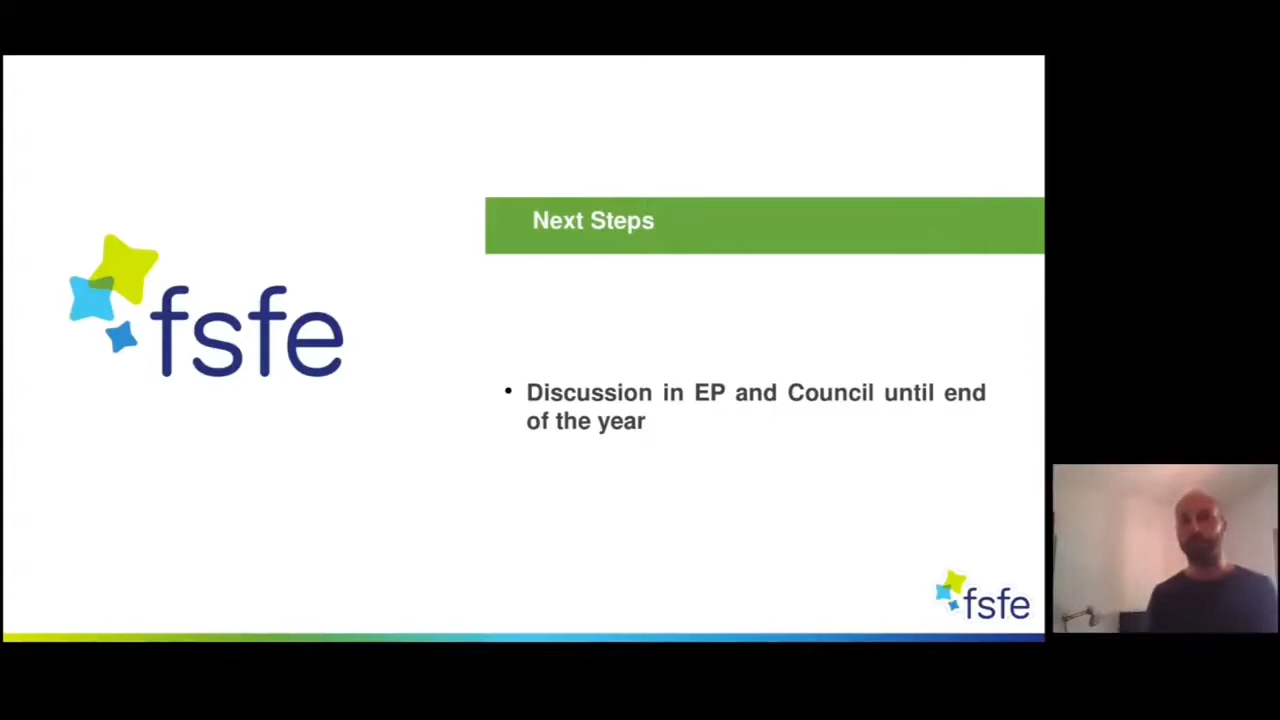 Next Steps
fsfe
• Discussion in EP and Council until end
of the year
fsfe